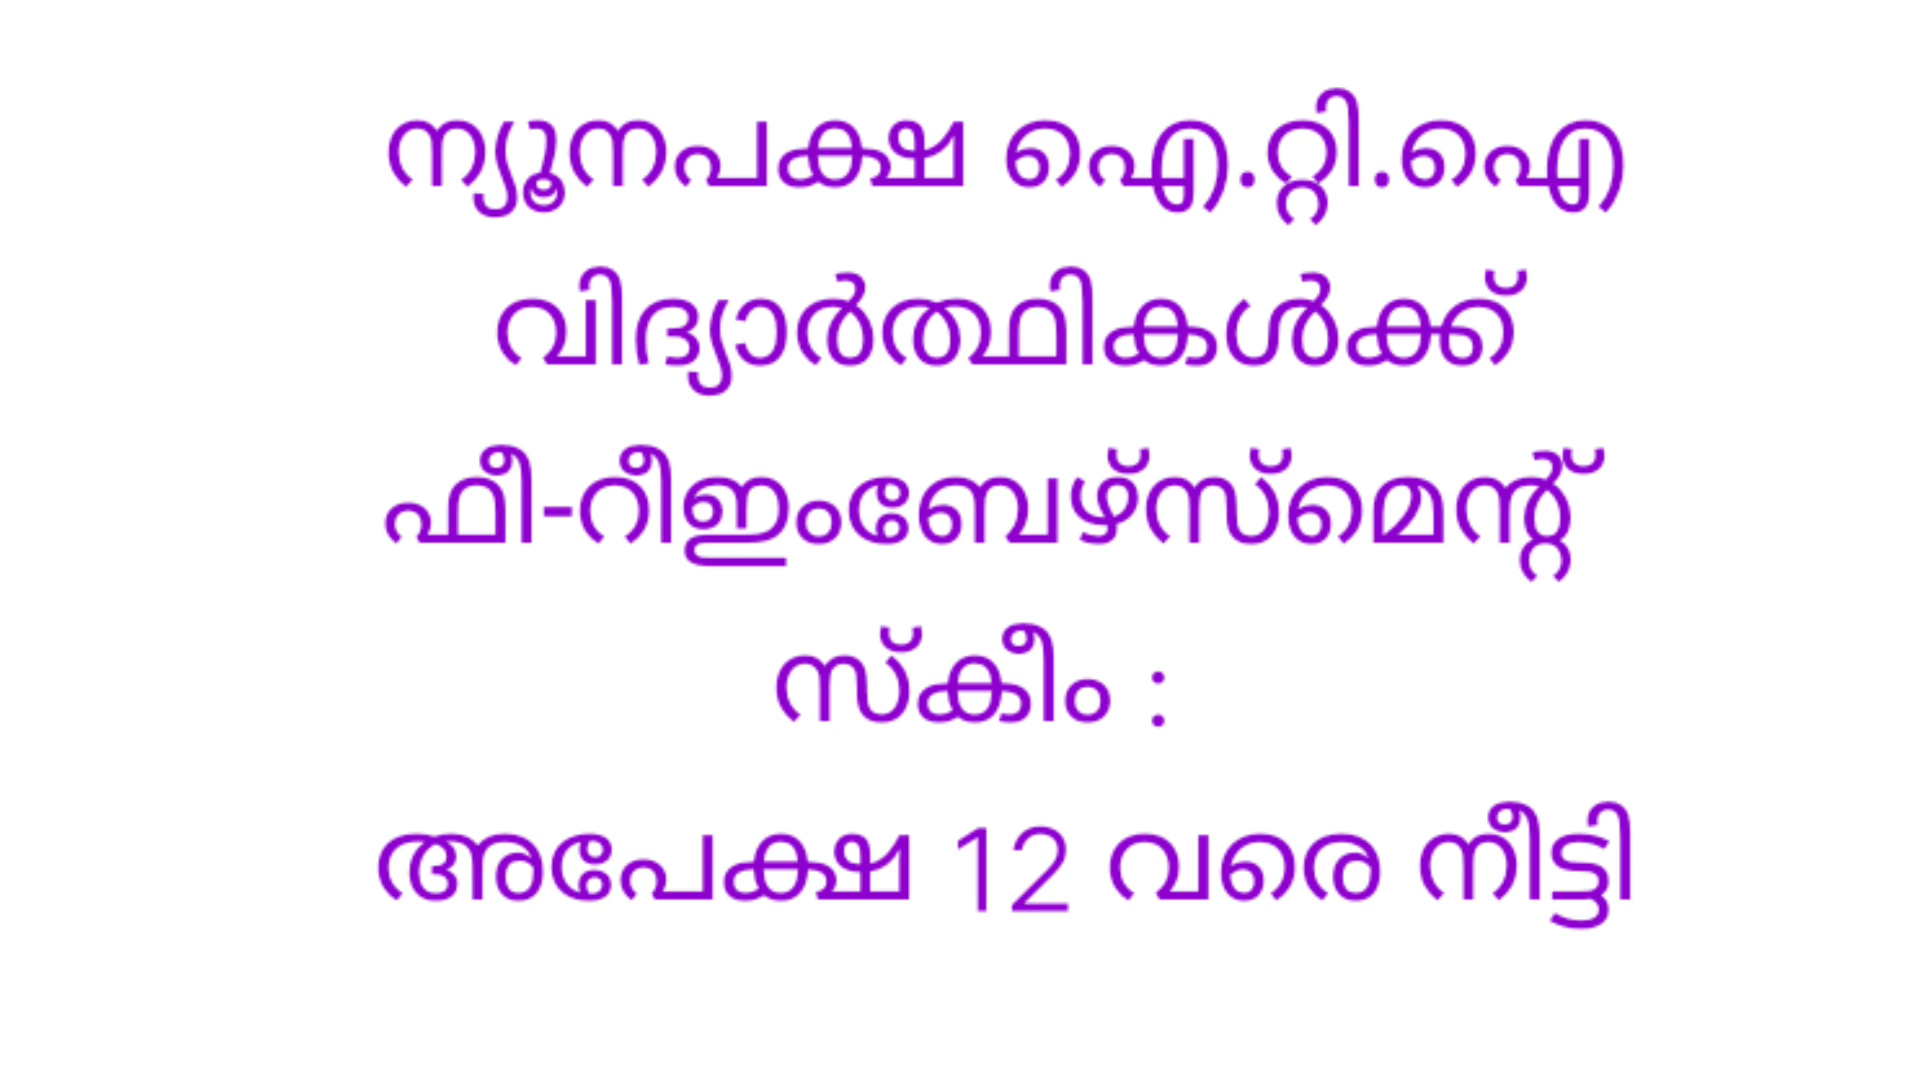 ന്യൂനപക്ഷ ഐ.റ്റി.ഐ
വിദ്യാർത്ഥികൾക്ക്
ഫീ-റീഇംബേഴ്സ്മെന്റ്
സ്കീം :
അപേക്ഷ 12 വരെ നീട്ടി